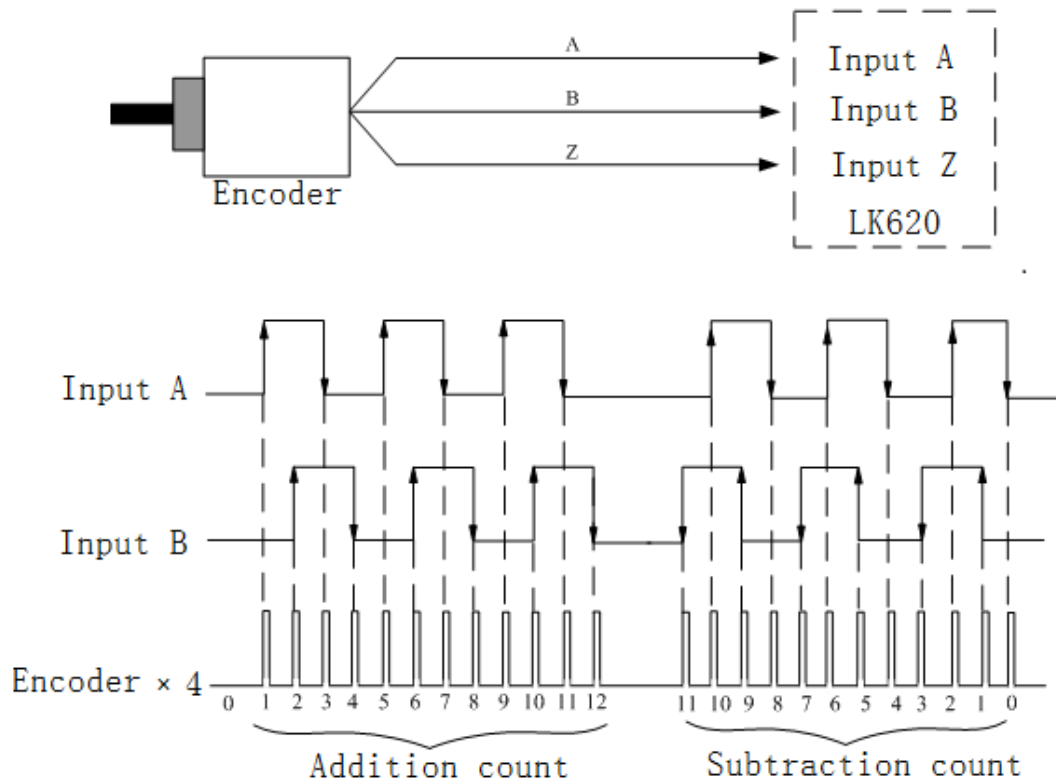 A
Input A
B
Input B
Z
Input Z
Encoder
LK620
Input A
Input B
Encoder × 4
0 1 2 3 4 5 6 7 8 9 10 11 12 11 10 9 8 7 6 5 4 3 2 1 0
Addition count
Subtraction count